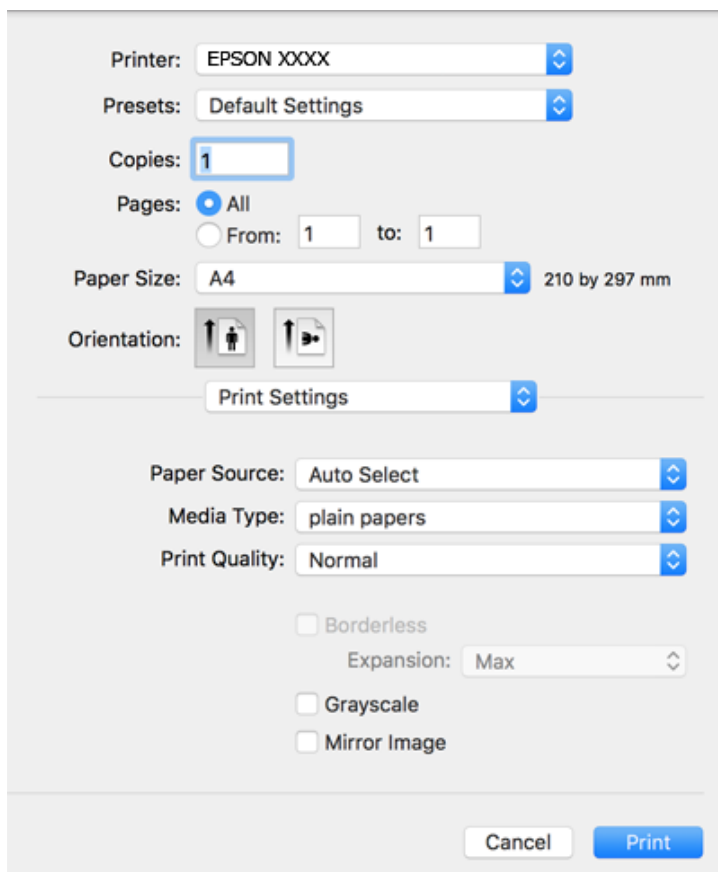 Printer: EPSON XXXX
Presets: Default Settings
Copies: 1
Pages: All
From: 1 to: 1
Paper Size: A4 210 by 297 mm
Orientation:
Print Settings
Paper Source: Auto Select
Media Type: plain papers
Print Quality: Normal
Borderless
Expansion: Max
Grayscale
Mirror Image
Cancel Print